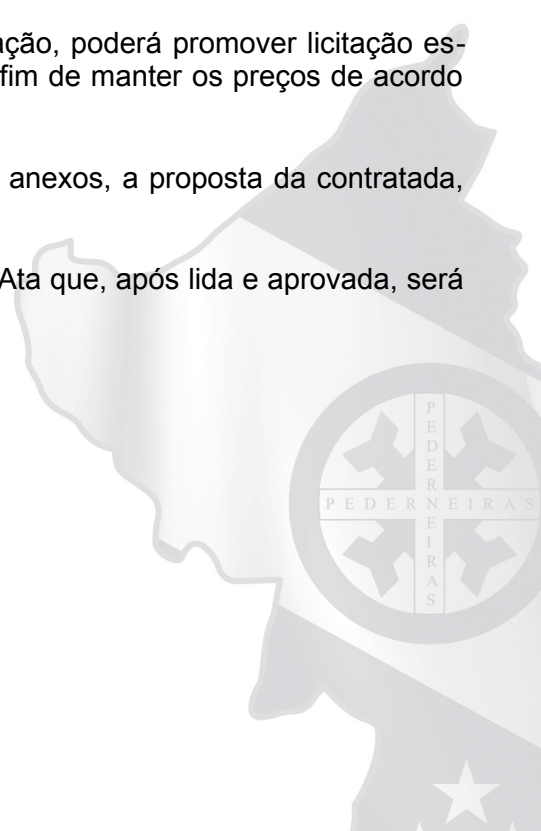 ação, poderá promover licitação es-
fim de manter os preços de acordo
anexos, a proposta da contratada,
Ata que, após lida e aprovada, será
PEDERNEIRAS
PEDERNEIRAS